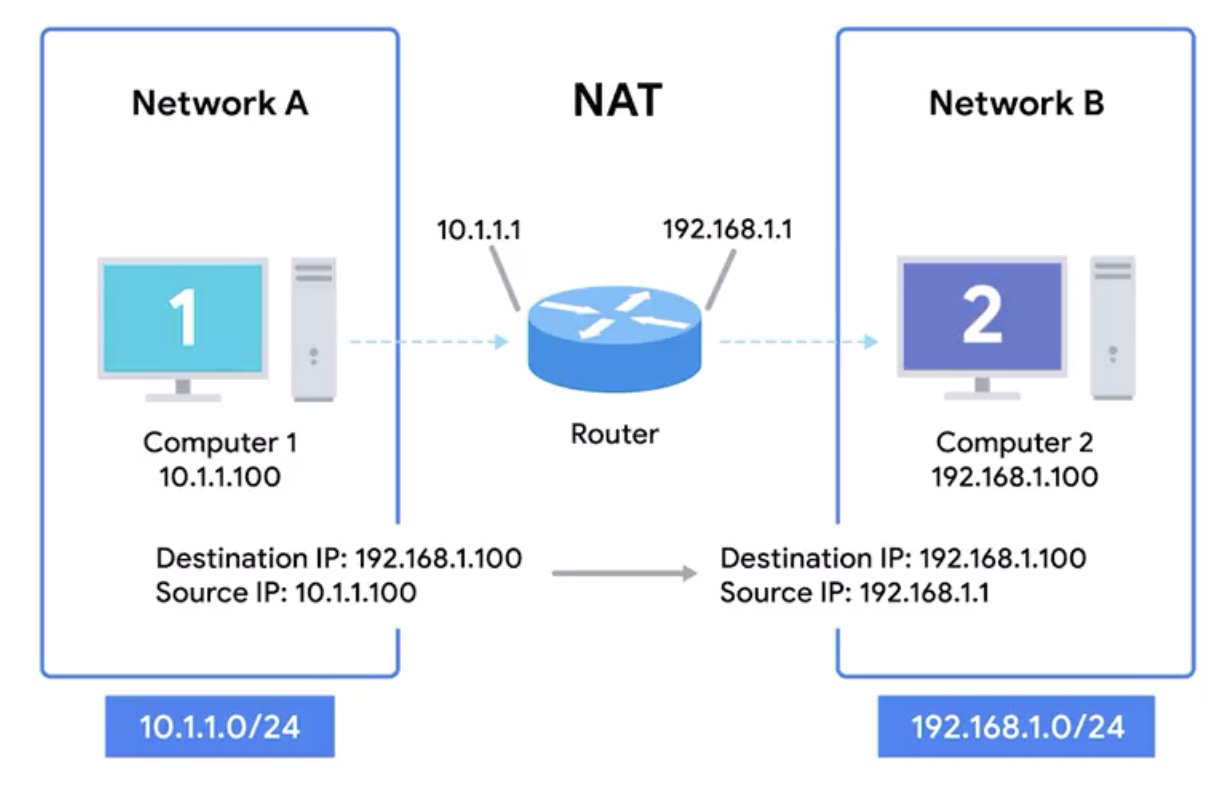 Network A
NAT
Network B
10.1.1.1
192.168.1.1
1
2
Router
Computer 1
10.1.1.100
Computer 2
192.168.1.100
Destination IP: 192.168.1.100
Source IP: 10.1.1.100
Destination IP: 192.168.1.100
Source IP: 192.168.1.1
10.1.1.0/24
192.168.1.0/24